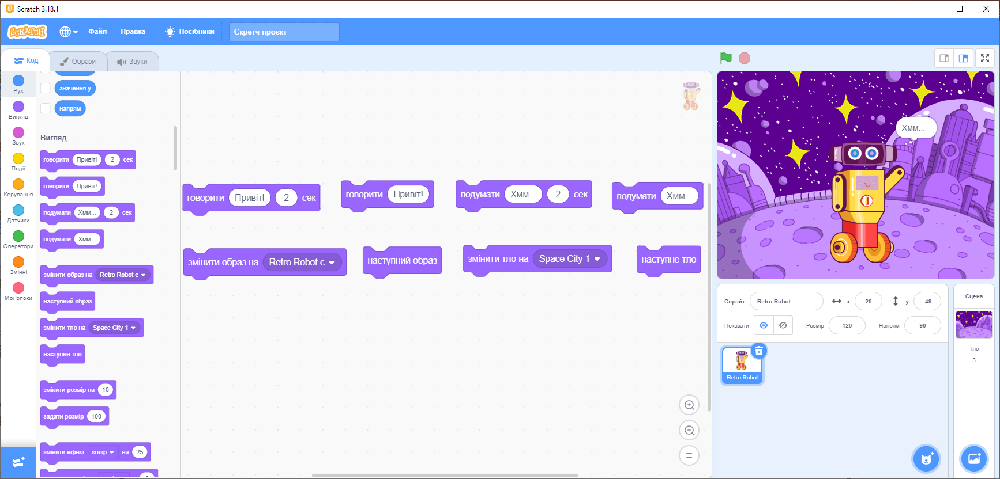 Scratch 3.18.1
SCRATCH
Файл
Правка
Посібники
Скретч-проєкт
Код
Образи
Звуки
Рух
Вигляд
Звук
Події
Керування
Датчики
Оператори
Змінні
Мої блоки
значення y
напрям
Вигляд
говорити Привіт! 2 сек
говорити Привіт!
подумати Хмм... 2 сек
подумати Хмм...
змінити образ на Retro Robot c
наступний образ
змінити тло на Space City 1
наступне тло
змінити розмір на 10
задати розмір 100
змінити ефект колір на 25
говорити Привіт! 2 сек
говорити Привіт!
подумати Хмм... 2 сек
подумати Хмм...
змінити образ на Retro Robot c
наступний образ
змінити тло на Space City 1
наступне тло
Хмм...
Спрайт Retro Robot x 20 y -49
Показати Розмір 120 Напрям 90
Retro Robot
Сцена
Тло
3